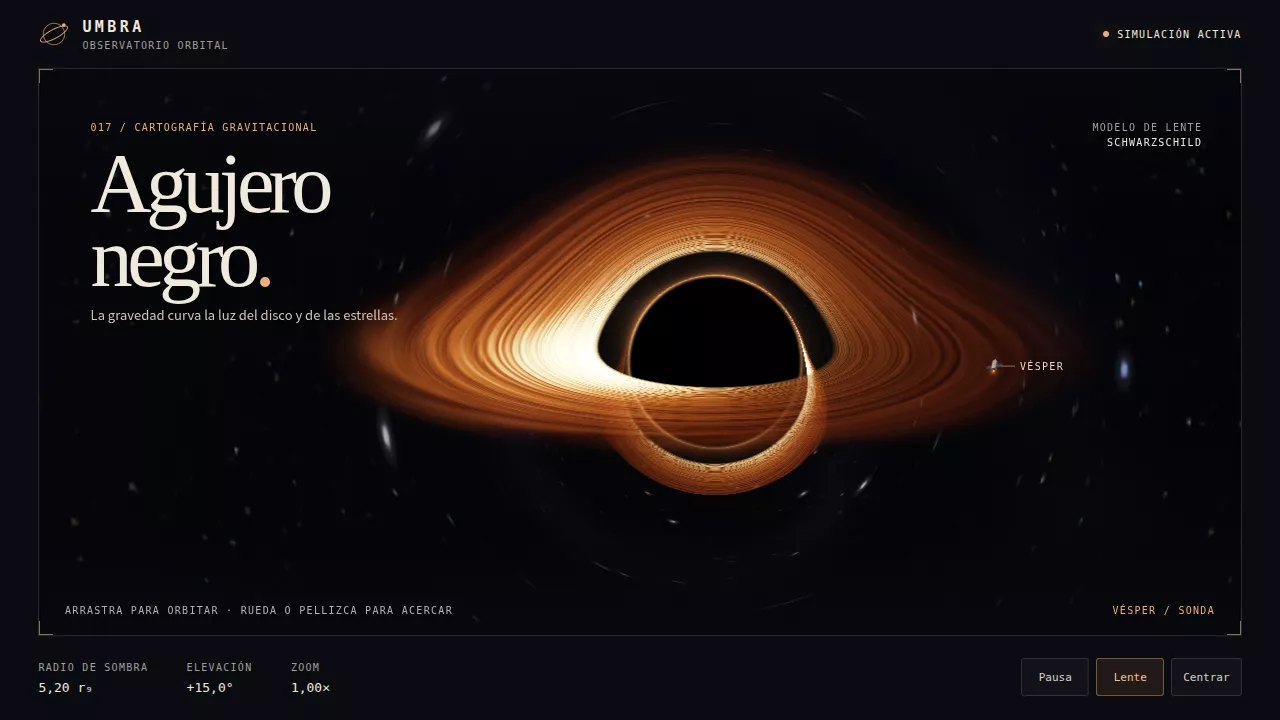 UMBRA
OBSERVATORIO ORBITAL
SIMULACIÓN ACTIVA
017 / CARTOGRAFÍA GRAVITACIONAL
Agujero
negro.
La gravedad curva la luz del disco y de las estrellas.
MODELO DE LENTE
SCHWARZSCHILD
VÉSPER
ARRASTRA PARA ORBITAR · RUEDA O PELLIZCA PARA ACERCAR
VÉSPER / SONDA
RADIO DE SOMBRA
5,20 r₉
ELEVACIÓN
+15,0°
ZOOM
1,00×
Pausa
Lente
Centrar